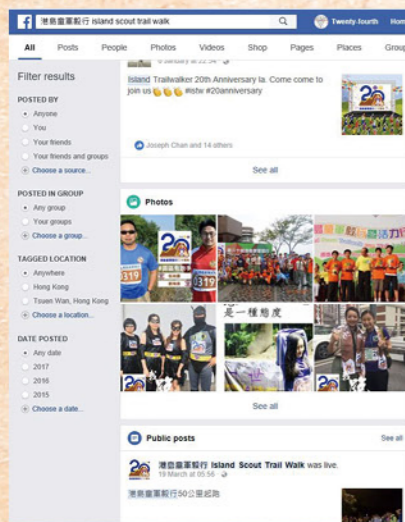 港島童軍毅行 island scout trail walk
Twenty-fourth Home
All Posts People Photos Videos Shop Pages Places Group
Filter results
POSTED BY
Anyone
You
Your friends
Your friends and groups
Choose a source...
POSTED IN GROUP
Any group
Your groups
Choose a group...
TAGGED LOCATION
Anywhere
Hong Kong
Tsuen Wan, Hong Kong
Choose a location...
DATE POSTED
Any date
2017
2016
2015
Choose a date...
Island Trailwalker 20th Anniversary la. Come come to
join us #istw #20anniversary
Joseph Chan and 14 others
See all
Photos
0319
20
0319
是一種態度
20
20
See all
Public posts
See all
港島童軍毅行 Island Scout Trail Walk was live.
19 March at 05:56
港島童軍毅行50公里起跑